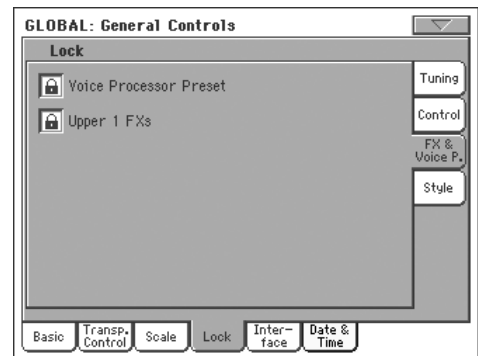 GLOBAL: General Controls
Lock
Voice Processor Preset
Upper 1 FXs
Tuning
Control
FX &
Voice P.
Style
Basic
Transp.
Control
Scale
Lock
Inter-
face
Date &
Time